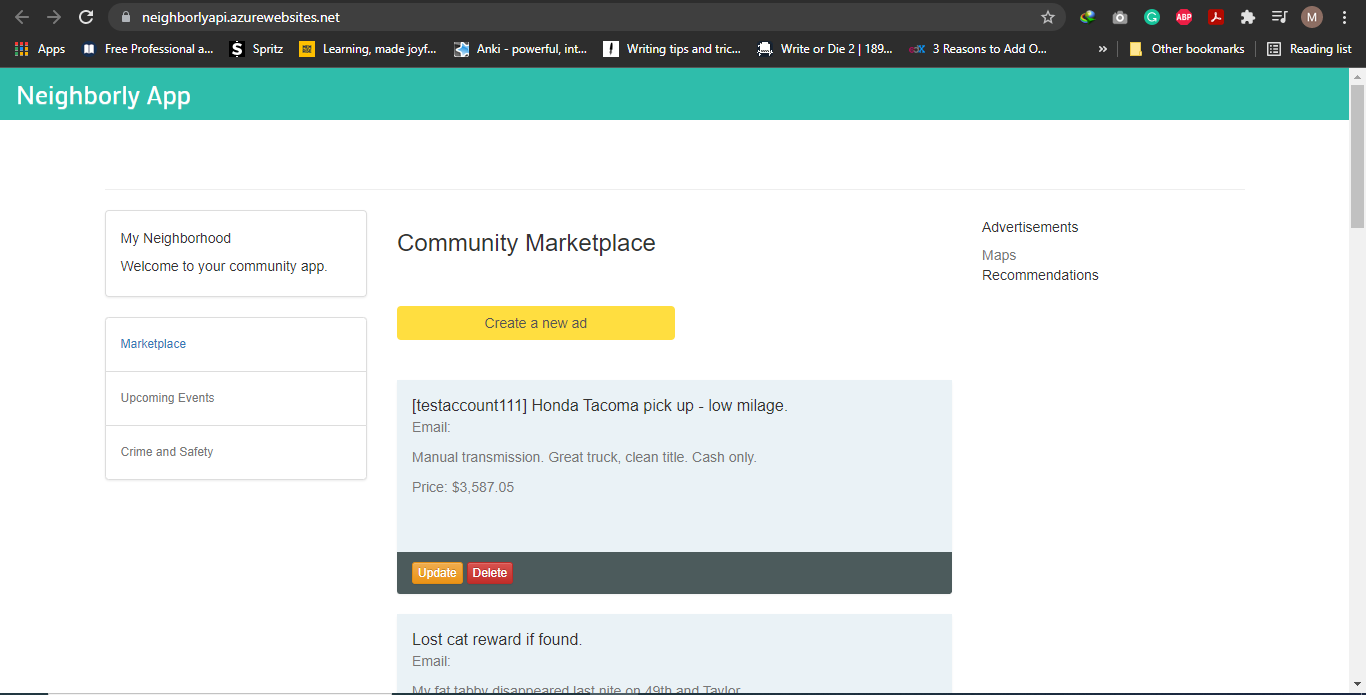 neighborlyapi.azurewebsites.net
ABP
M
Apps
Free Professional a...
Spritz
Learning, made joyf...
Anki - powerful, int...
Writing tips and tric...
Write or Die 2 | 189...
3 Reasons to Add O...
»
Other bookmarks
Reading list
Neighborly App
My Neighborhood
Welcome to your community app.
Marketplace
Upcoming Events
Crime and Safety
Community Marketplace
Create a new ad
[testaccount111] Honda Tacoma pick up - low milage.
Email:
Manual transmission. Great truck, clean title. Cash only.
Price: $3,587.05
Update Delete
Lost cat reward if found.
Email:
My fat tabby disappeared last nite on 49th and Taylor
Advertisements
Maps
Recommendations